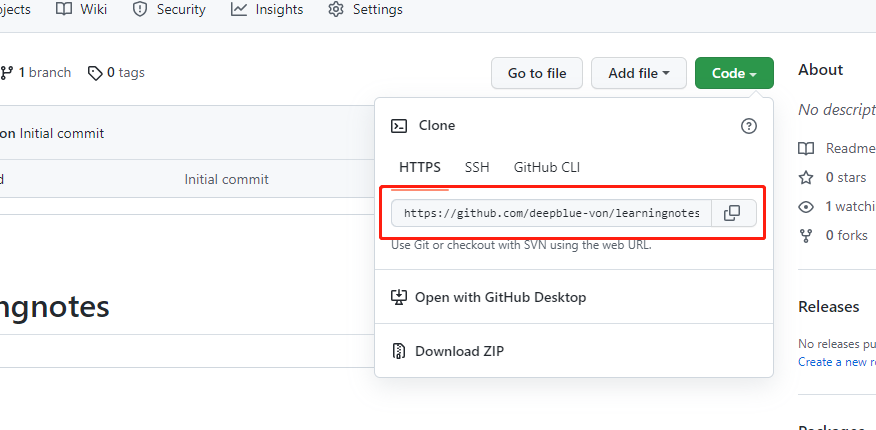 Wiki Security Insights Settings
1 branch 0 tags Go to file Add file Code About
No descript
on Initial commit
Clone
HTTPS SSH GitHub CLI
Readme
d Initial commit
0 stars
https://github.com/deepblue-von/learningnotes
1 watchi
0 forks
Use Git or checkout with SVN using the web URL.
Open with GitHub Desktop
ngnotes
Releases
No releases pu
Create a new r
Download ZIP